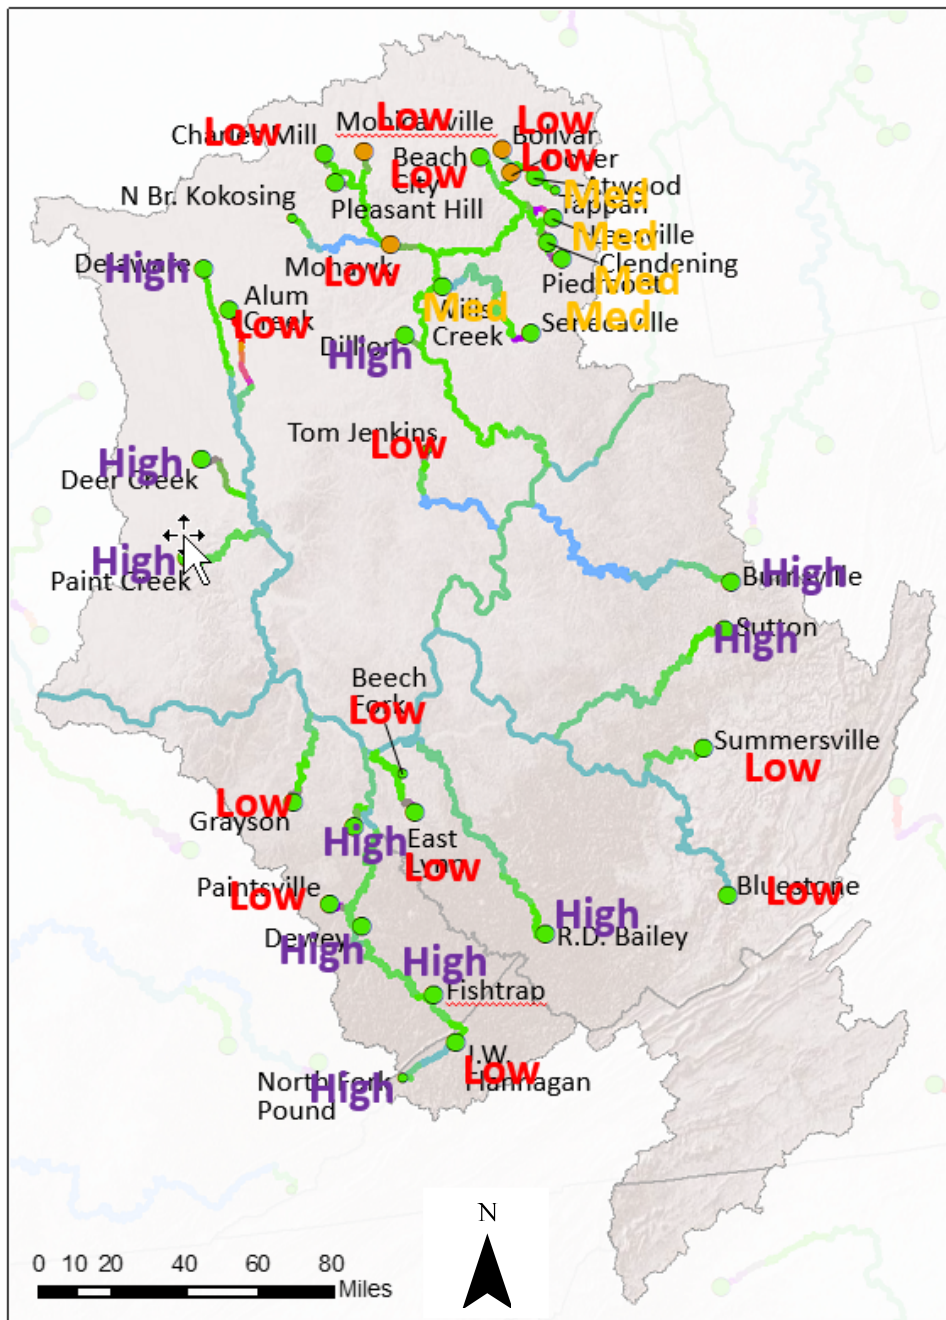 Low
Low
Low
Charles Mill
Mohicanville
Bolivar
Low
Beach
City
Dover
Low
Atwood
N Br. Kokosing
Pleasant Hill
Med
Tappan
Leesville
Med
Delaware
High
Mohawk
Low
Clendening
Piedmont
Med
Alum
Creek
Low
Med
Wills
Creek
Med
Senecaville
Dillon
High
Tom Jenkins
Low
High
Deer Creek
High
Paint Creek
Burnsville
High
Sutton
High
Beech
Fork
Low
Summersville
Low
Low
Grayson
High
East
Lynn
Low
Paintsville
Low
Bluestone
Low
High
R.D. Bailey
Dewey
High
High
Fishtrap
J.W.
Flannagan
Low
North Fork
Pound
High
N
0 10 20 40 60 80
Miles